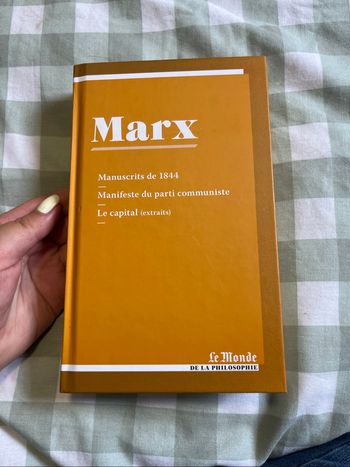 Marx
Manuscrits de 1844
Manifeste du parti communiste
Le capital (extraits)
Le Monde
DE LA PHILOSOPHIE